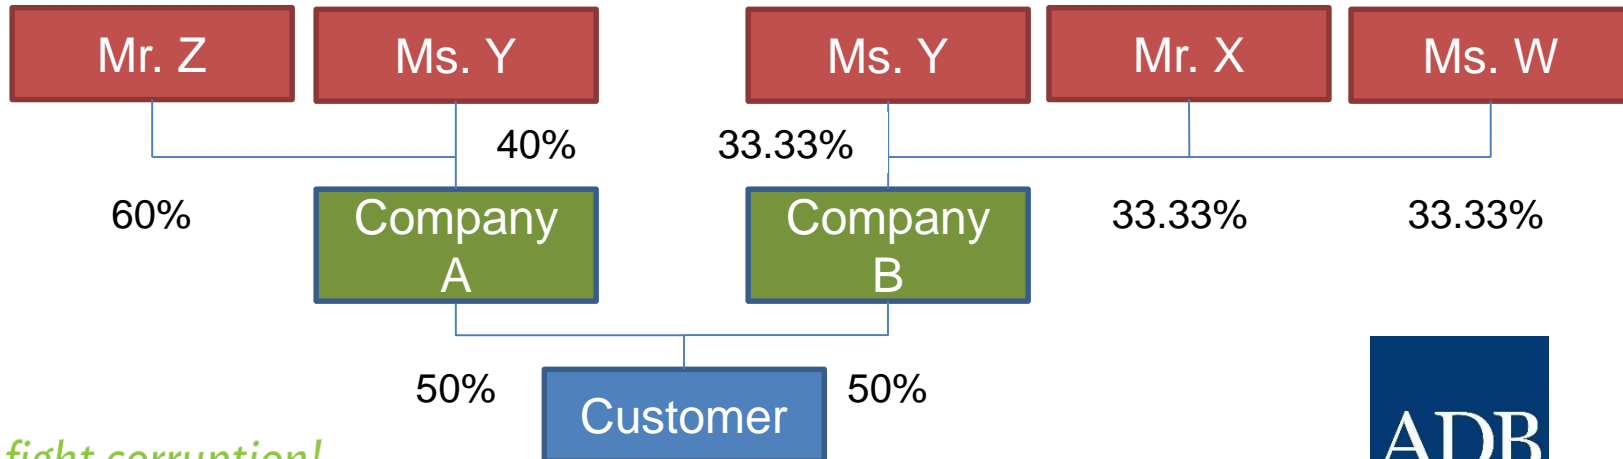 Mr. Z
Ms. Y
Ms. Y
Mr. X
Ms. W
40%
33.33%
60%
Company
A
Company
B
33.33%
33.33%
50%
Customer
50%
fight corruption!
ADB